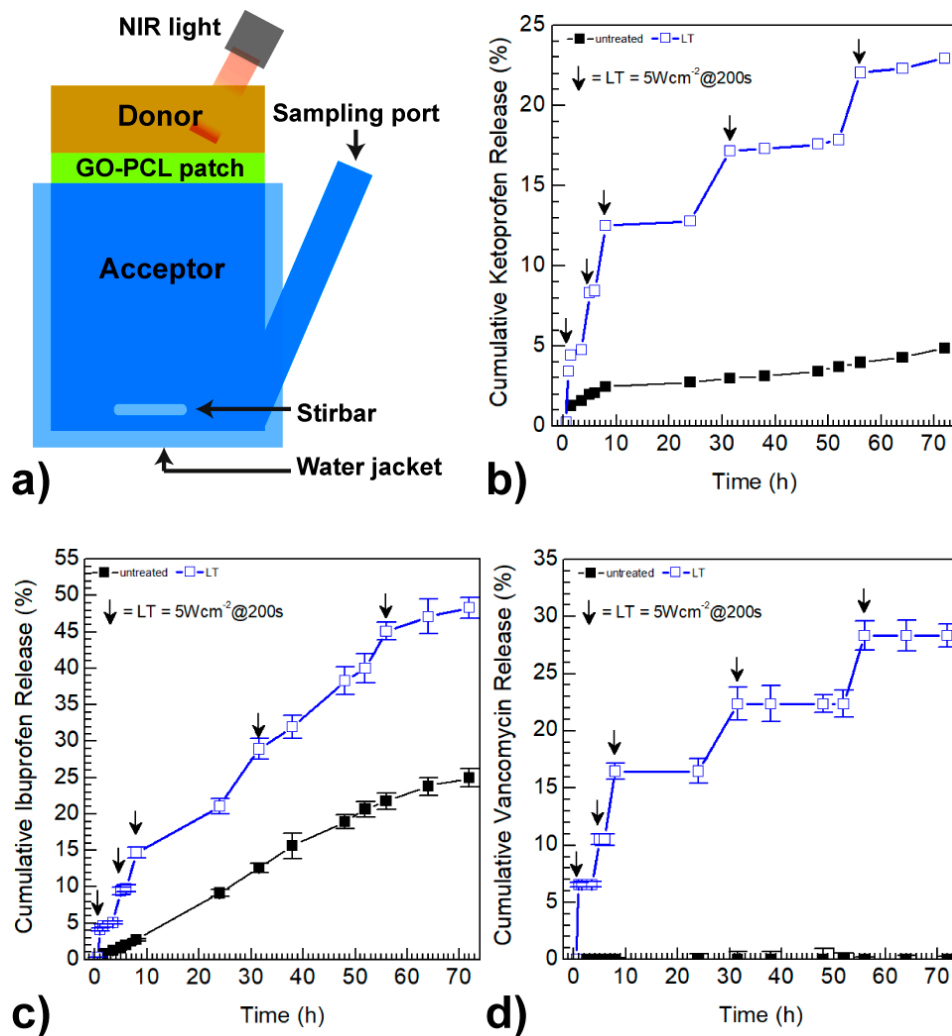 NIR light
Donor
Sampling port
GO-PCL patch
Acceptor
Stirbar
Water jacket
a)
Cumulative Ketoprofen Release (%)
25
20
15
10
5
0
untreated LT
= LT = 5Wcm-2@200s
0 10 20 30 40 50 60 70
Time (h)
b)
Cumulative Ibuprofen Release (%)
55
50
45
40
35
30
25
20
15
10
5
0
untreated LT
= LT = 5Wcm-2@200s
0 10 20 30 40 50 60 70
Time (h)
c)
Cumulative Vancomycin Release (%)
35
30
25
20
15
10
5
0
untreated LT
= LT = 5Wcm-2@200s
0 10 20 30 40 50 60 70
Time (h)
d)